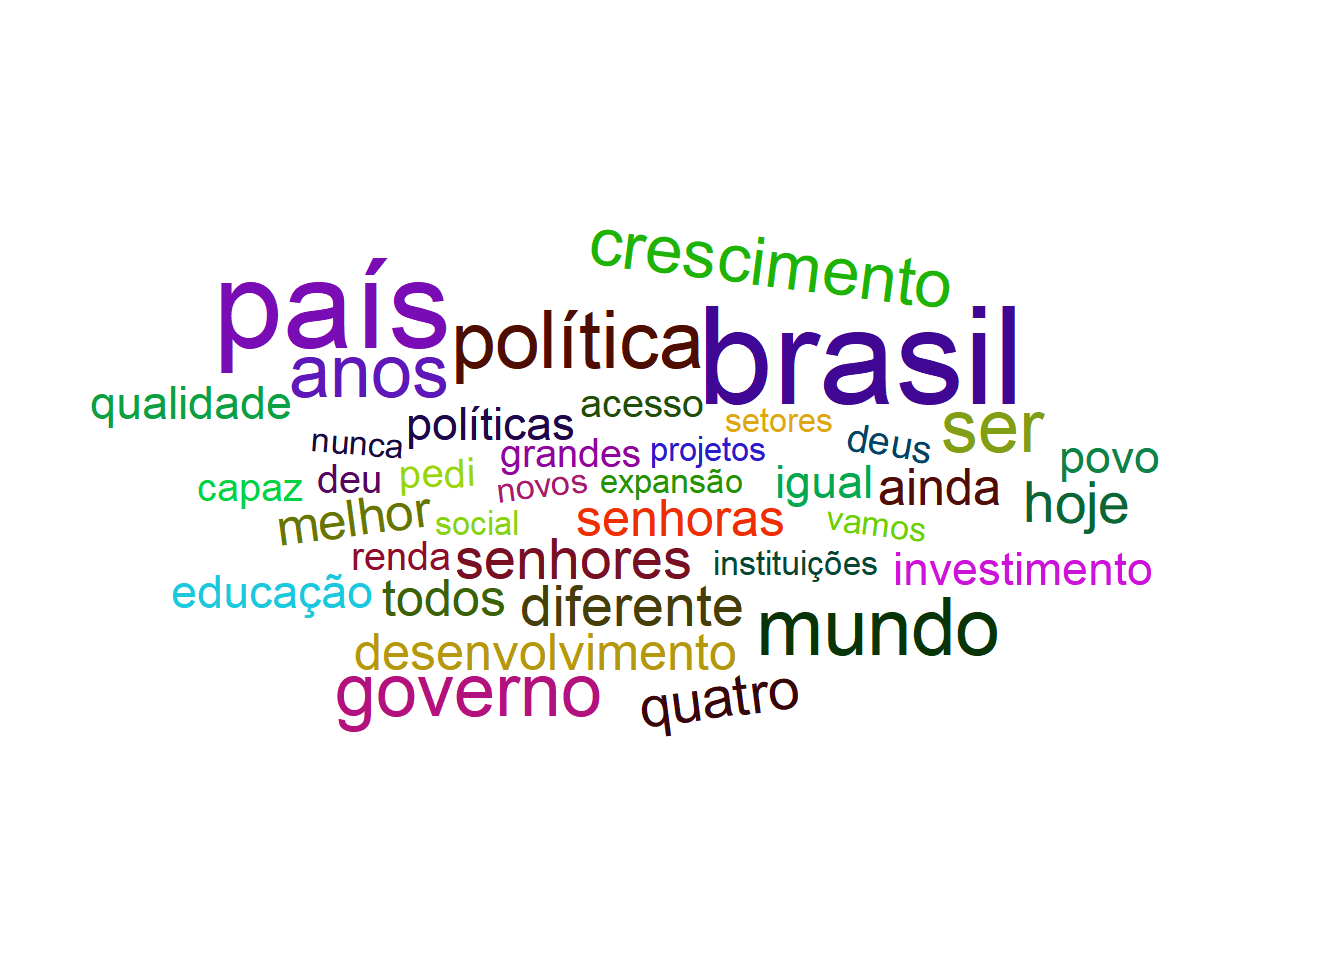 crescimento
país
política
brasil
anos
qualidade
acesso
setores
ser
políticas
nunca
deus
grandes
projetos
povo
deu
pedi
novos
expansão
igual
ainda
capaz
hoje
melhor
social
senhoras
vamos
renda
senhores
instituições
investimento
educação
todos
diferente
mundo
desenvolvimento
governo
quatro